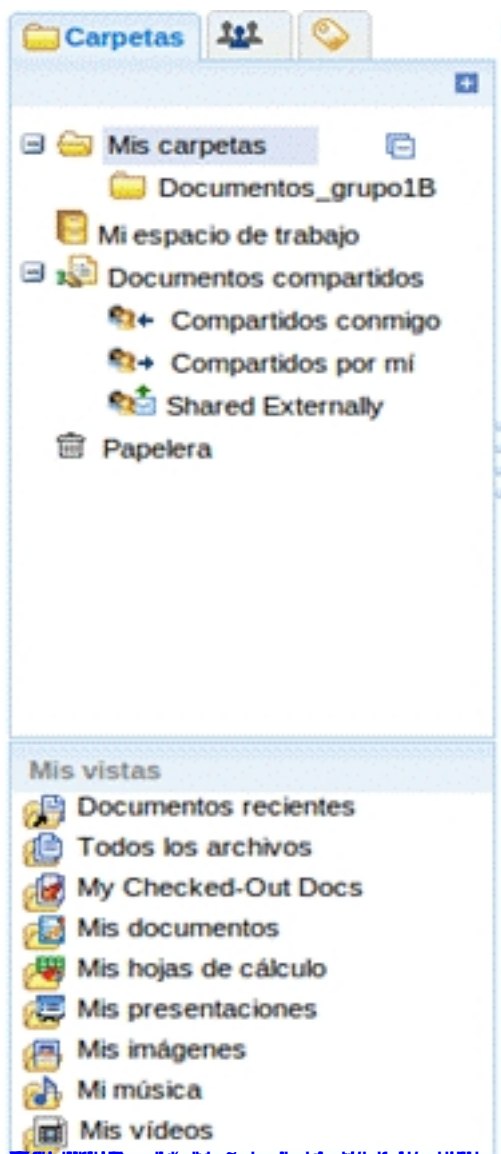 Carpetas
Mis carpetas
Documentos_grupo1B
Mi espacio de trabajo
Documentos compartidos
Compartidos conmigo
Compartidos por mí
Shared Externally
Papelera
Mis vistas
Documentos recientes
Todos los archivos
My Checked-Out Docs
Mis documentos
Mis hojas de cálculo
Mis presentaciones
Mis imágenes
Mi música
Mis vídeos